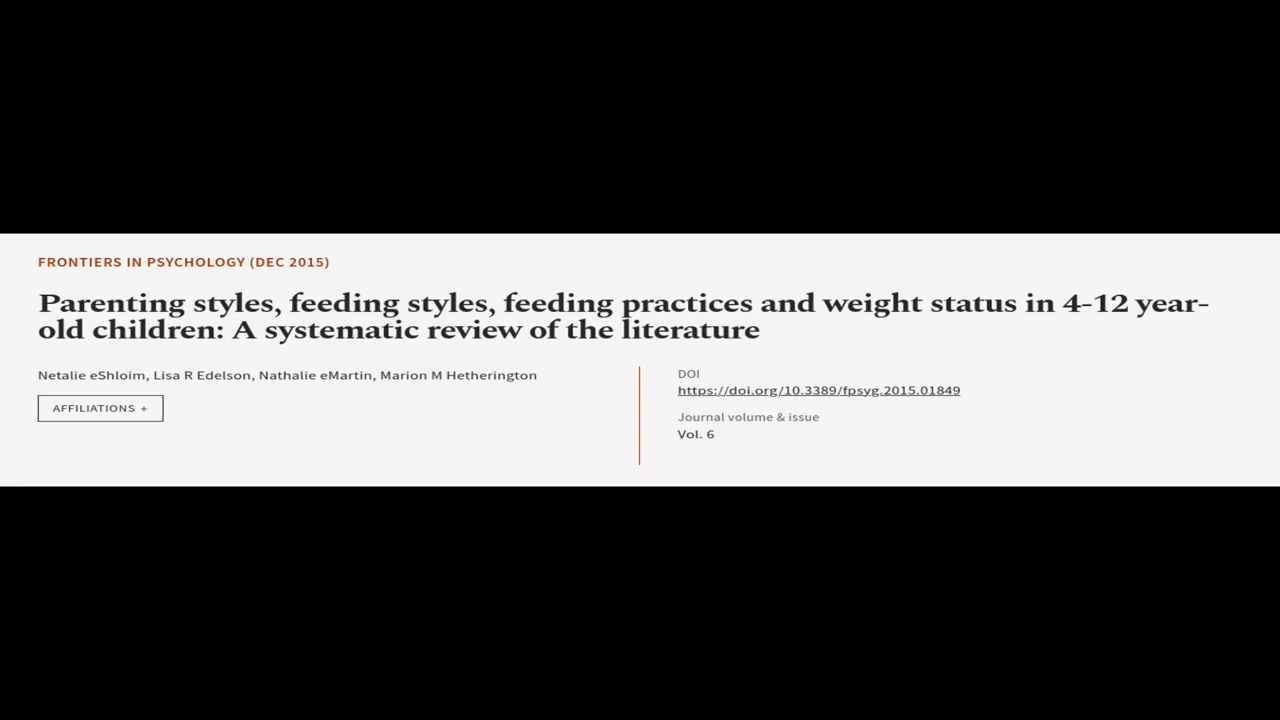 FRONTIERS IN PSYCHOLOGY (DEC 2015)
Parenting styles, feeding styles, feeding practices and weight status in 4-12 year-
old children: A systematic review of the literature
Netalie eShloim, Lisa R Edelson, Nathalie eMartin, Marion M Hetherington
AFFILIATIONS +
DOI
https://doi.org/10.3389/fpsyg.2015.01849
Journal volume & issue
Vol. 6